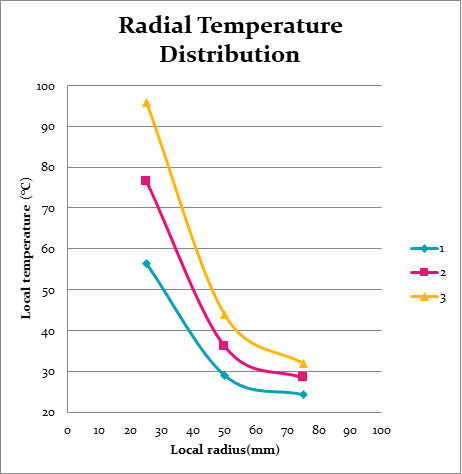 Radial Temperature
Distribution
Local temperature (°C)
100
90
80
70
60
50
40
30
20
0 10 20 30 40 50 60 70 80 90 100
Local radius(mm)
1
2
3